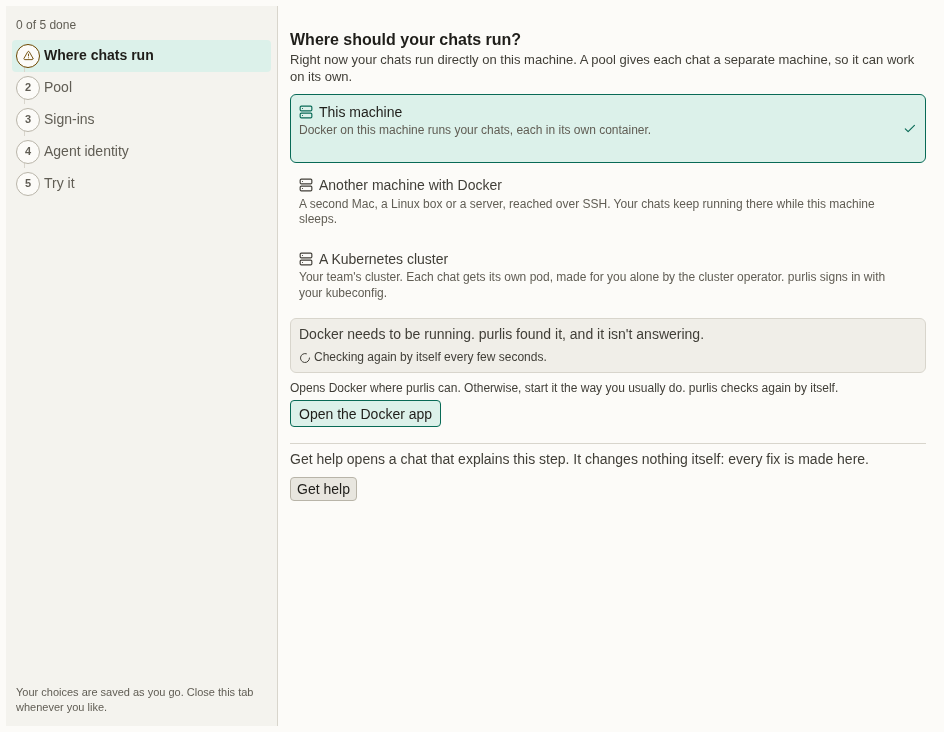 0 of 5 done
Where chats run
2 Pool
3 Sign-ins
4 Agent identity
5 Try it
Your choices are saved as you go. Close this tab
whenever you like.
Where should your chats run?
Right now your chats run directly on this machine. A pool gives each chat a separate machine, so it can work
on its own.
This machine
Docker on this machine runs your chats, each in its own container.
Another machine with Docker
A second Mac, a Linux box or a server, reached over SSH. Your chats keep running there while this machine
sleeps.
A Kubernetes cluster
Your team's cluster. Each chat gets its own pod, made for you alone by the cluster operator. purlis signs in with
your kubeconfig.
Docker needs to be running. purlis found it, and it isn't answering.
Checking again by itself every few seconds.
Opens Docker where purlis can. Otherwise, start it the way you usually do. purlis checks again by itself.
Open the Docker app
Get help opens a chat that explains this step. It changes nothing itself: every fix is made here.
Get help